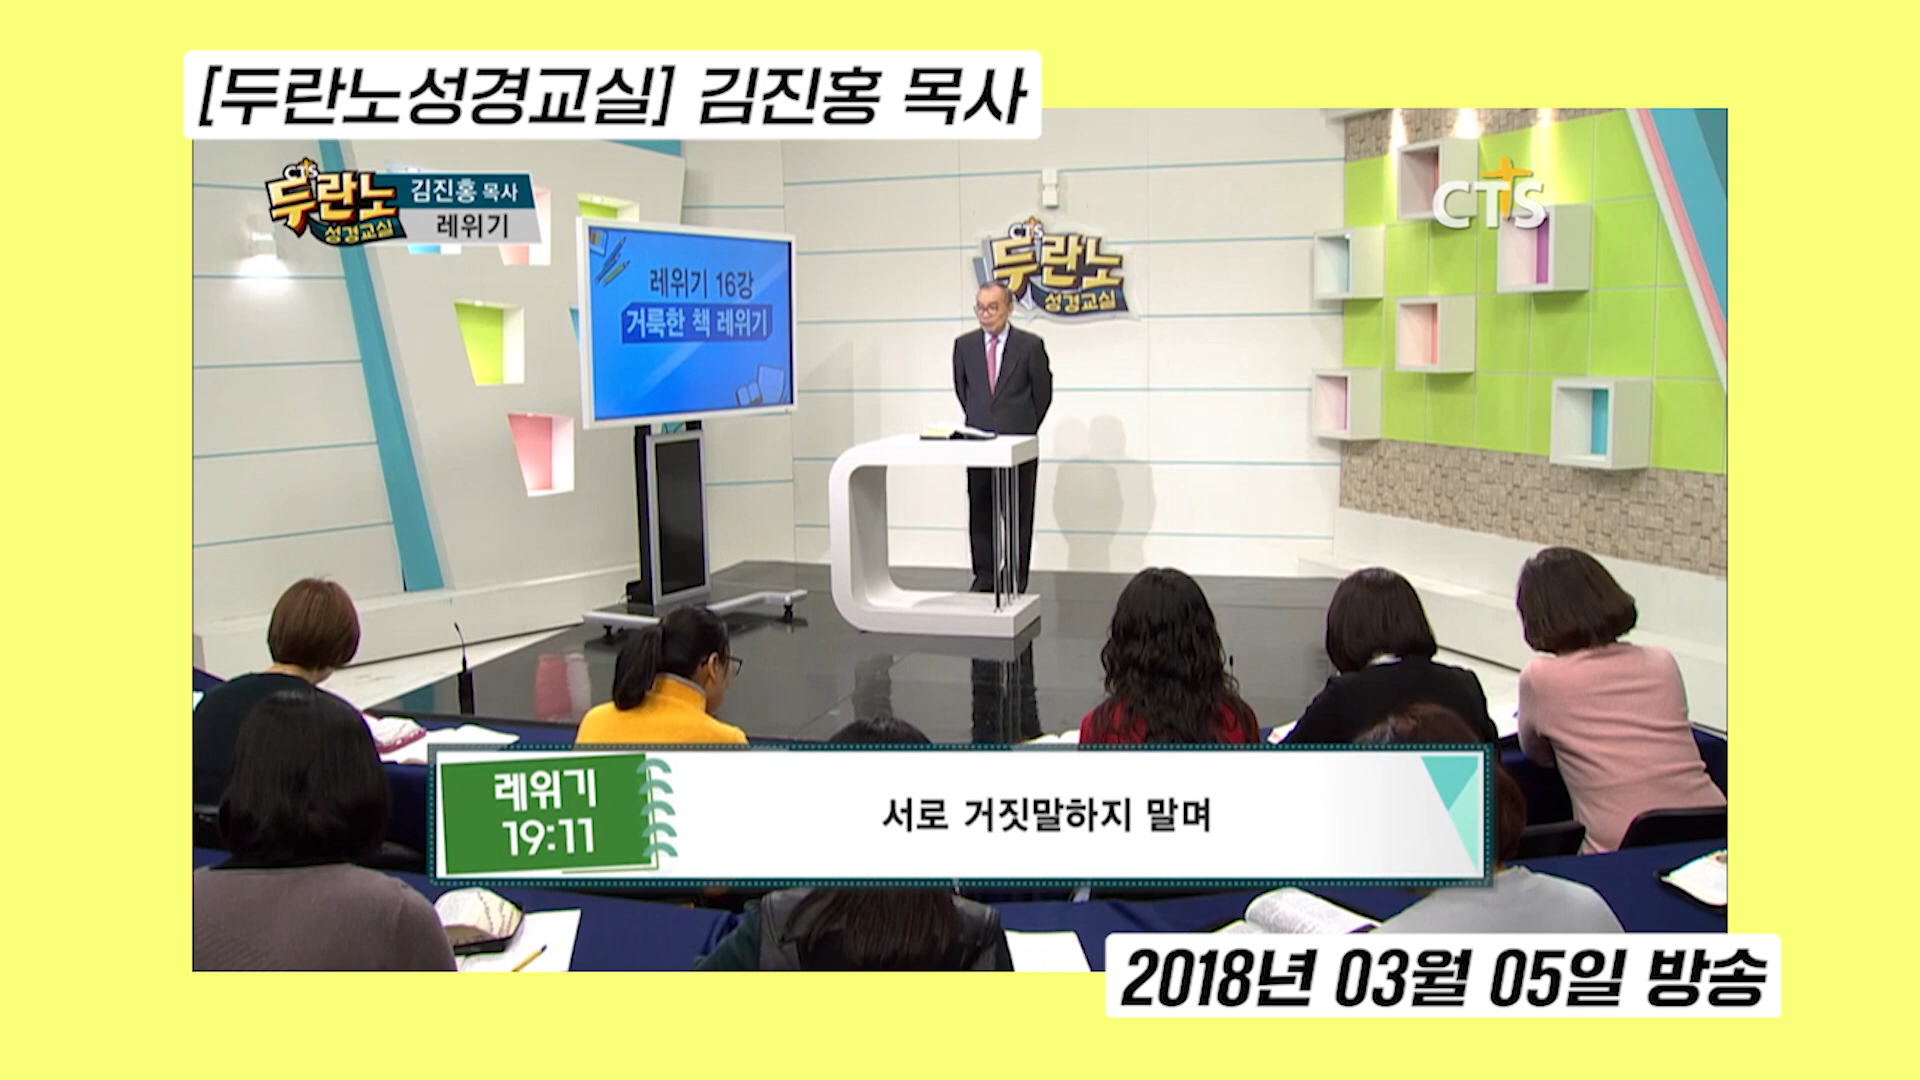 [두란노성경교실] 김진홍 목사
CTS
두란노
성경교실
김진홍 목사
레위기
CTS
레위기 16강
거룩한 책 레위기
CTS
두란노
성경교실
레위기
19:11
서로 거짓말하지 말며
2018년 03월 05일 방송